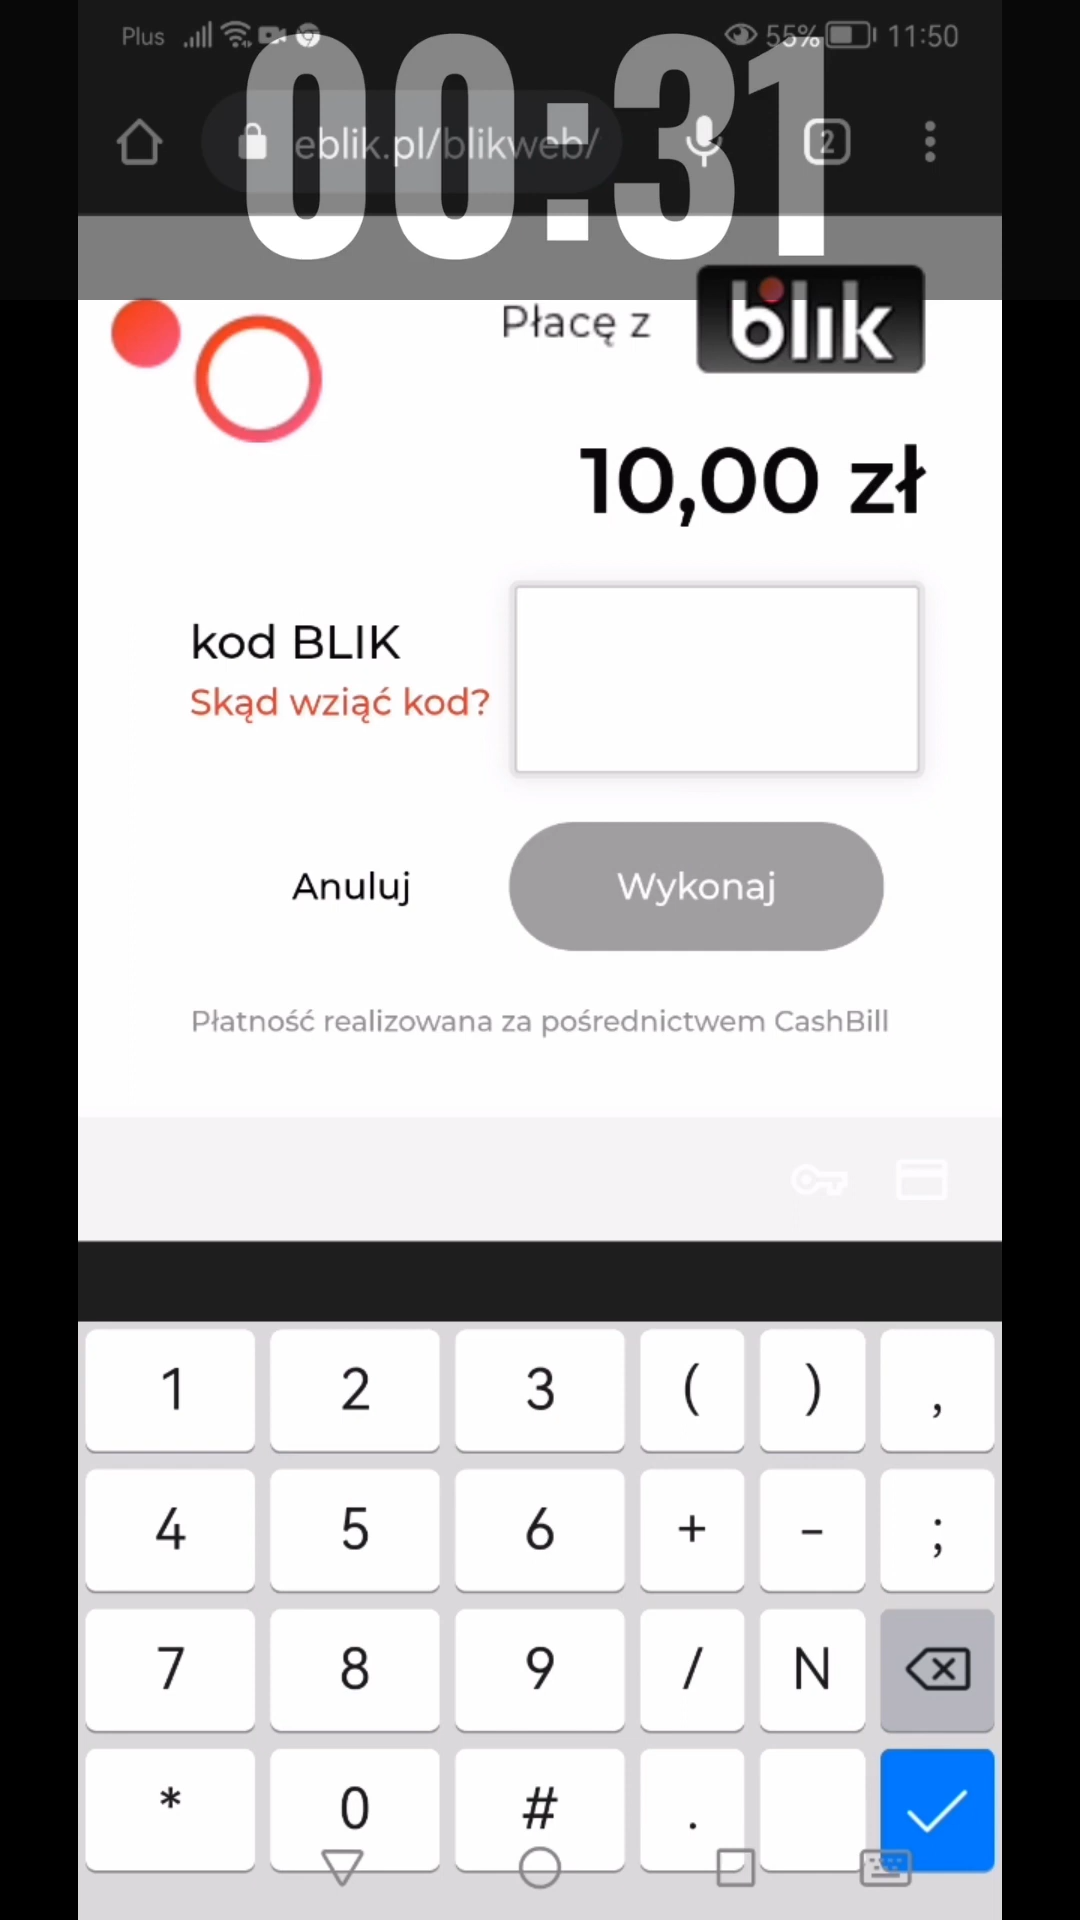 Plus 55% 11:50
00:31
eblik.pl/blikweb/ 2
Płacę z blik
10,00 zł
kod BLIK
Skąd wziąć kod?
Anuluj Wykonaj
Płatność realizowana za pośrednictwem CashBill
1 2 3 ( ) ,
4 5 6 + - ;
7 8 9 / N
* 0 # .